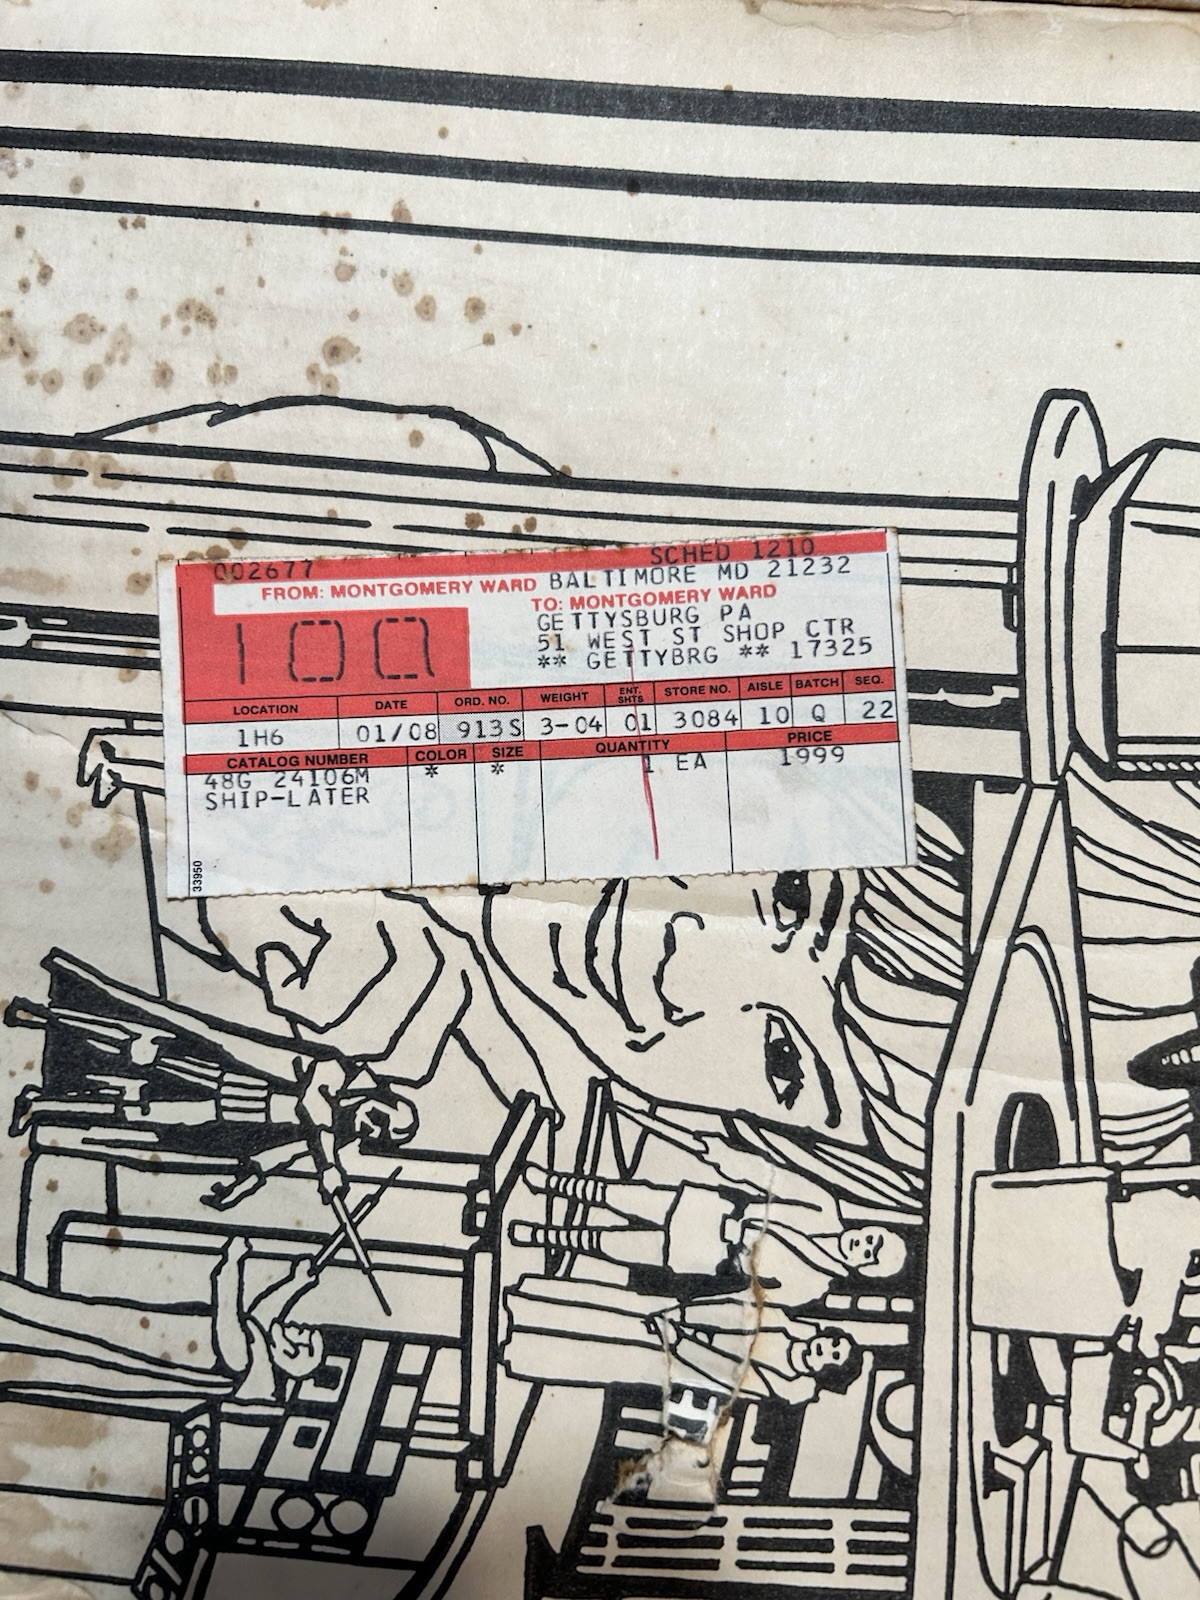 002677 SCHED 1210
FROM: MONTGOMERY WARD BALTIMORE MD 21232
TO: MONTGOMERY WARD
GETTYSBURG PA
51 WEST ST SHOP CTR
** GETTYBRG ** 17325
100
LOCATION DATE ORD. NO. WEIGHT ENT. SHTS STORE NO. AISLE BATCH SEQ.
1H6 01/08 913S 3-04 01 3084 10 Q 22
CATALOG NUMBER COLOR SIZE QUANTITY PRICE
48G 24106M * * 1 EA 1999
SHIP-LATER
33950